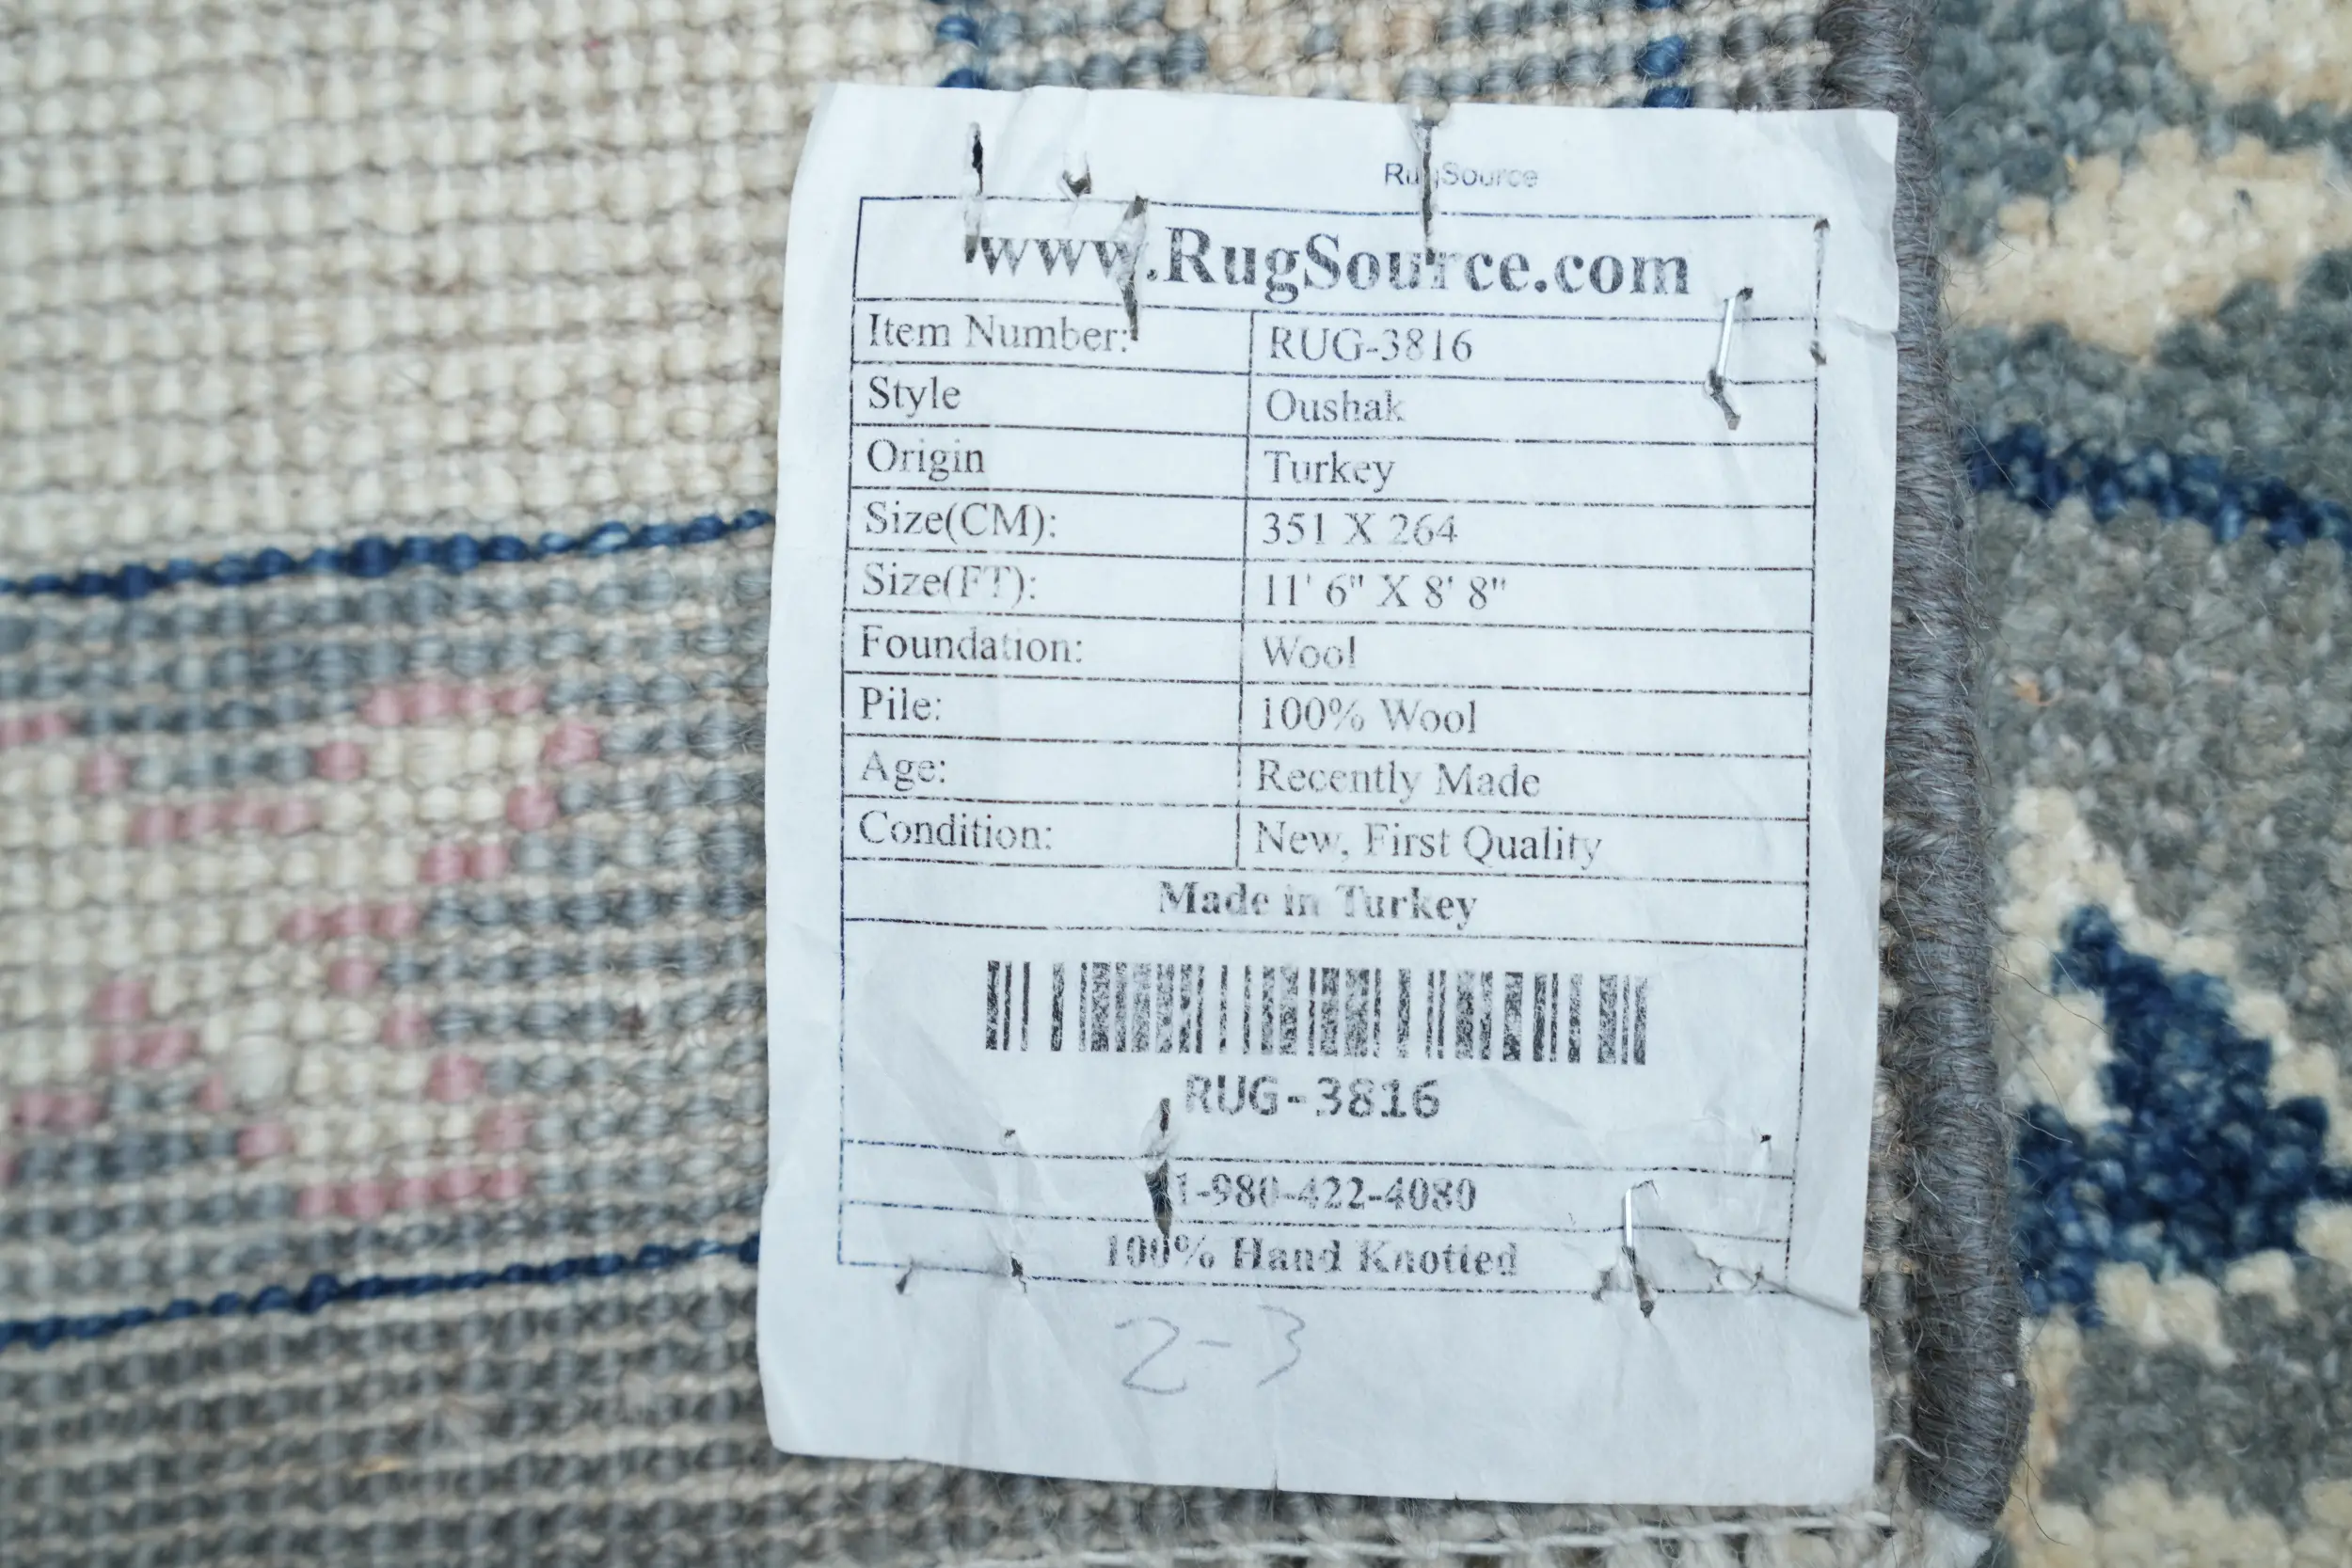 RugSource
www.RugSource.com
Item Number: RUG-3816
Style Oushak
Origin Turkey
Size(CM): 351 X 264
Size(FT): 11' 6" X 8' 8"
Foundation: Wool
Pile: 100% Wool
Age: Recently Made
Condition: New, First Quality
Made in Turkey
RUG-3816
1-980-422-4080
100% Hand Knotted
2-3